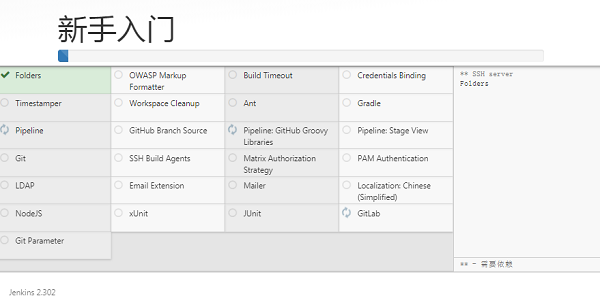 新手入门
Folders
OWASP Markup
Formatter
Build Timeout
Credentials Binding
** SSH server
Folders
Timestamper
Workspace Cleanup
Ant
Gradle
Pipeline
GitHub Branch Source
Pipeline: GitHub Groovy
Libraries
Pipeline: Stage View
Git
SSH Build Agents
Matrix Authorization
Strategy
PAM Authentication
LDAP
Email Extension
Mailer
Localization: Chinese
(Simplified)
NodeJS
xUnit
JUnit
GitLab
Git Parameter
** - 需要依赖
Jenkins 2.302